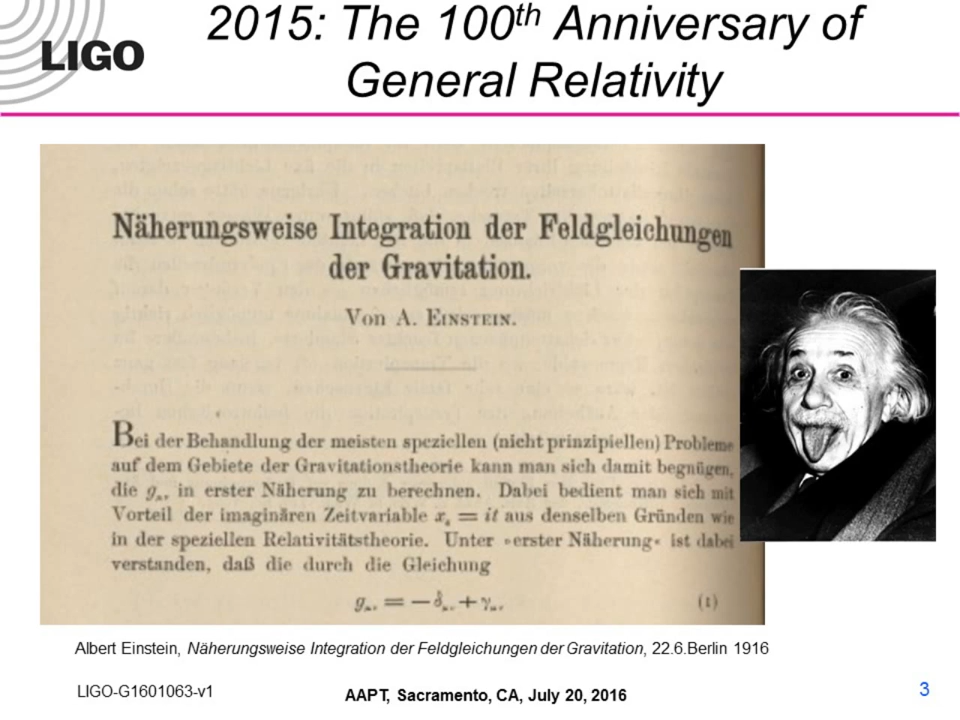 2015: The 100th Anniversary of
General Relativity
LIGO
Näherungsweise Integration der Feldgleichungen
der Gravitation.
Von A. EINSTEIN.
Bei der Behandlung der meisten speziellen (nicht prinzipiellen) Probleme
auf dem Gebiete der Gravitationstheorie kann man sich damit begnügen,
die gμν in erster Näherung zu berechnen. Dabei bedient man sich mit
Vorteil der imaginären Zeitvariable x₄ = it aus denselben Gründen wie
in der speziellen Relativitätstheorie. Unter »erster Näherung« ist dabei
verstanden, daß die durch die Gleichung
gμν = −δμν + γμν (1)
Albert Einstein, Näherungsweise Integration der Feldgleichungen der Gravitation, 22.6.Berlin 1916
LIGO-G1601063-v1
AAPT, Sacramento, CA, July 20, 2016
3